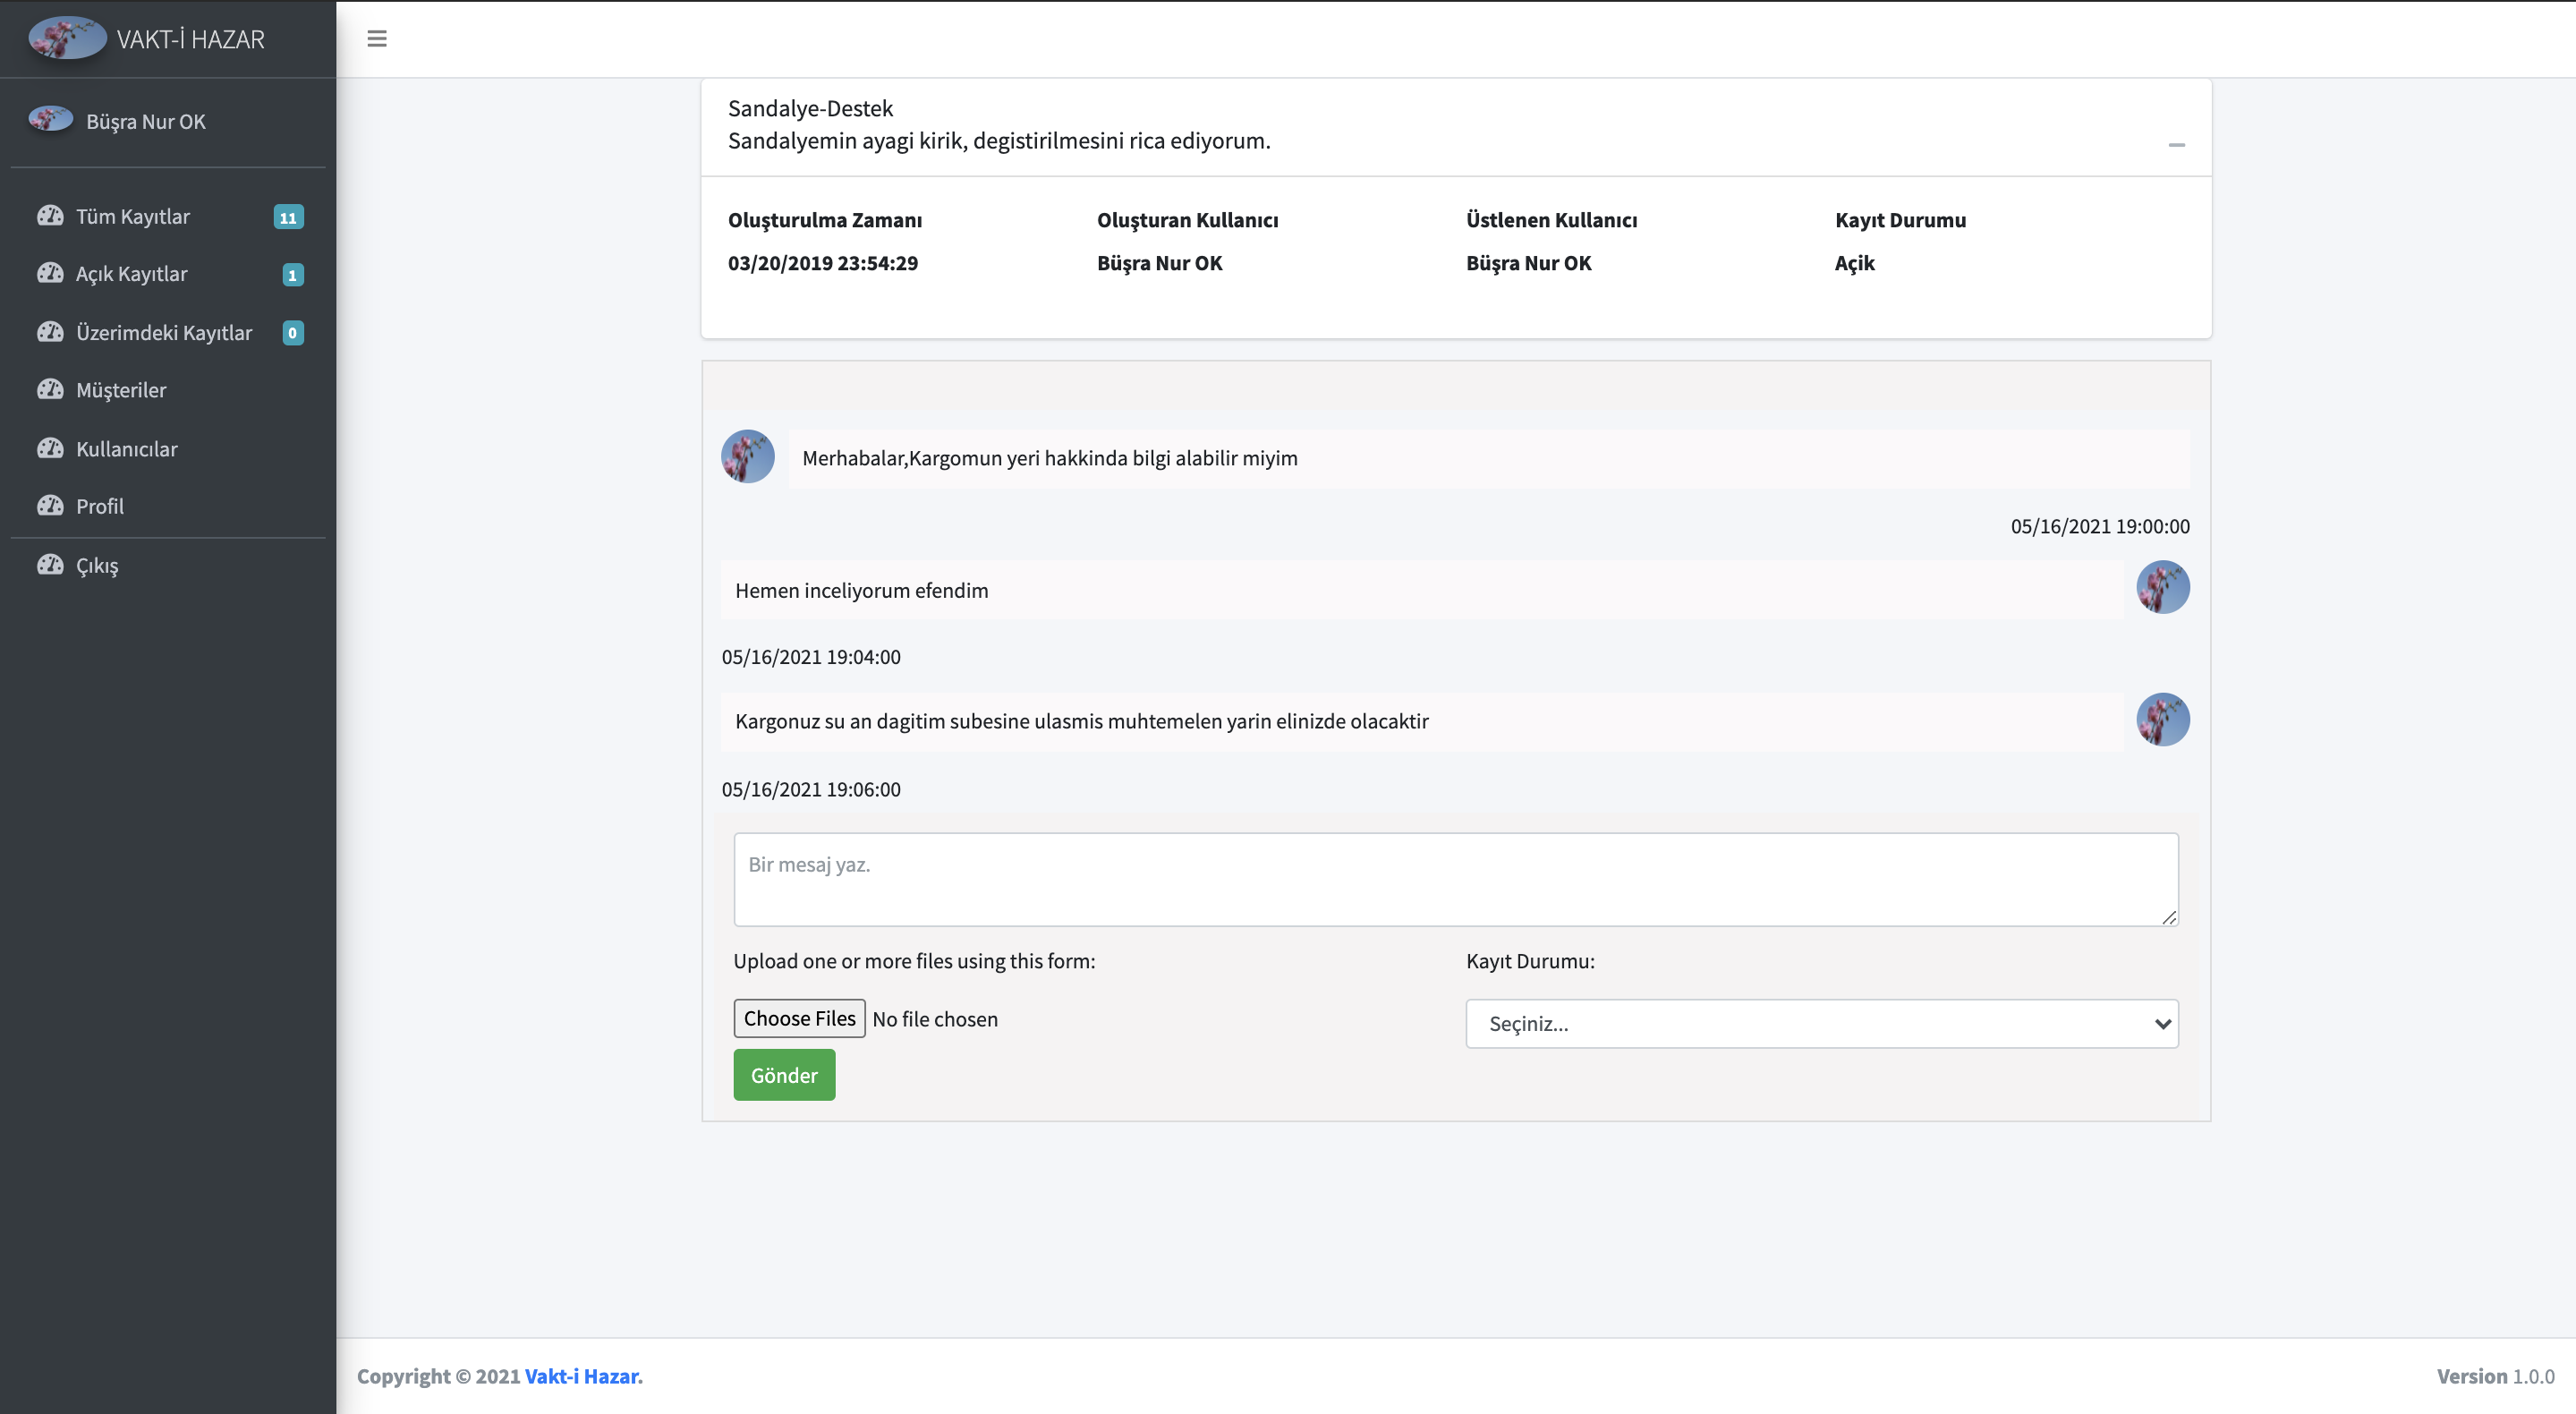 VAKT-İ HAZAR
Büşra Nur OK
Tüm Kayıtlar 11
Açık Kayıtlar 1
Üzerimdeki Kayıtlar 0
Müşteriler
Kullanıcılar
Profil
Çıkış
Sandalye-Destek
Sandalyemin ayagi kirik, degistirilmesini rica ediyorum.
Oluşturulma Zamanı Oluşturan Kullanıcı Üstlenen Kullanıcı Kayıt Durumu
03/20/2019 23:54:29 Büşra Nur OK Büşra Nur OK Açik
Merhabalar,Kargomun yeri hakkinda bilgi alabilir miyim
05/16/2021 19:00:00
Hemen inceliyorum efendim
05/16/2021 19:04:00
Kargonuz su an dagitim subesine ulasmis muhtemelen yarin elinizde olacaktir
05/16/2021 19:06:00
Bir mesaj yaz.
Upload one or more files using this form: Kayıt Durumu:
Choose Files No file chosen Seçiniz...
Gönder
Copyright © 2021 Vakt-i Hazar. Version 1.0.0